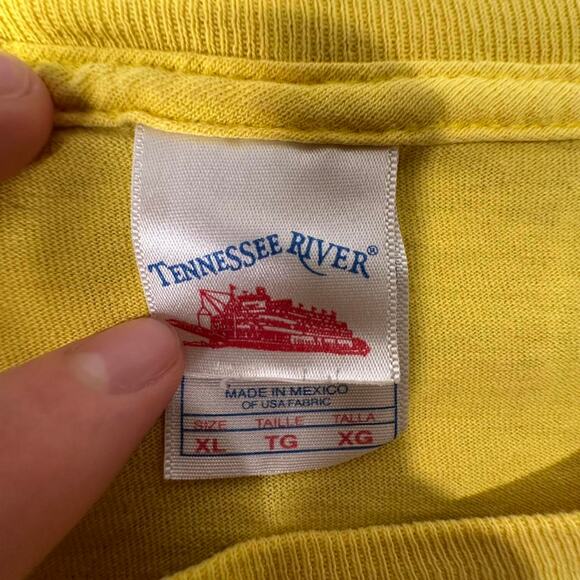 TENNESSEE RIVER®
MADE IN MEXICO
OF USA FABRIC
SIZE TAILLE TALLA
XL TG XG